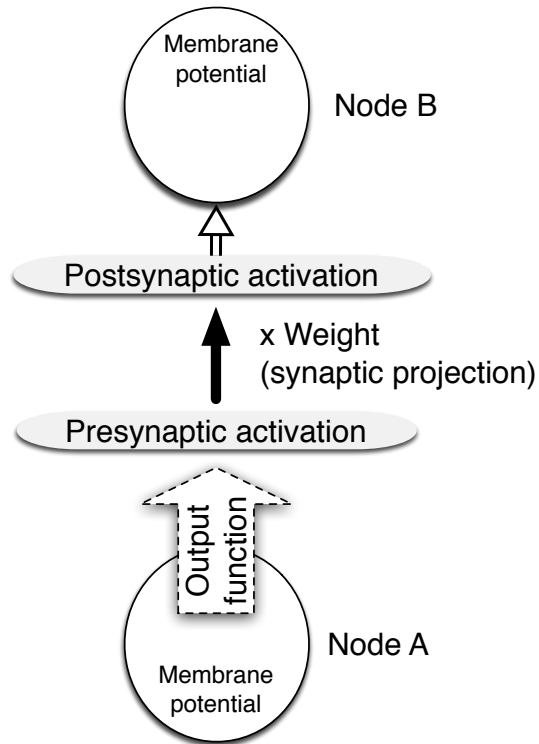 Membrane
potential
Node B
Postsynaptic activation
x Weight
(synaptic projection)
Presynaptic activation
Output
function
Node A
Membrane
potential